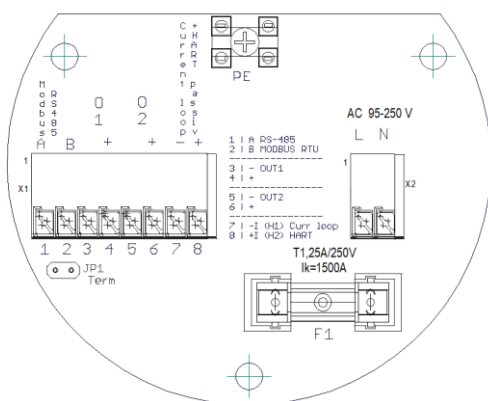 Modbus
RS485
A
B
O
1
+
O
2
+
Current loop
-
+HART passiv
+
PE
AC 95-250 V
L N
1
X1
1 | A RS-485
2 | B MODBUS RTU
3 | - OUT1
4 | +
5 | - OUT2
6 | +
7 | -I (H1) Curr loop
8 | +I (H2) HART
1
X2
1 2 3 4 5 6 7 8
JP1
Term
T1,25A/250V
Ik=1500A
F1